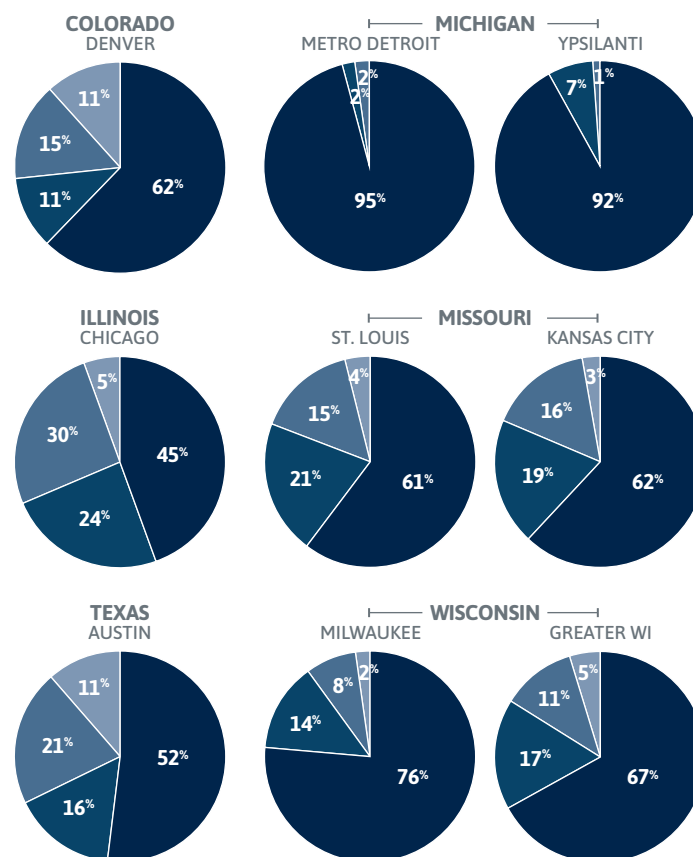 COLORADO
DENVER
MICHIGAN
METRO DETROIT
YPSILANTI
11%
15%
11%
62%
2%
2%
95%
1%
7%
92%
ILLINOIS
CHICAGO
MISSOURI
ST. LOUIS
KANSAS CITY
5%
30%
45%
24%
4%
15%
21%
61%
3%
16%
19%
62%
TEXAS
AUSTIN
WISCONSIN
MILWAUKEE
GREATER WI
11%
21%
52%
16%
2%
8%
14%
76%
5%
11%
17%
67%